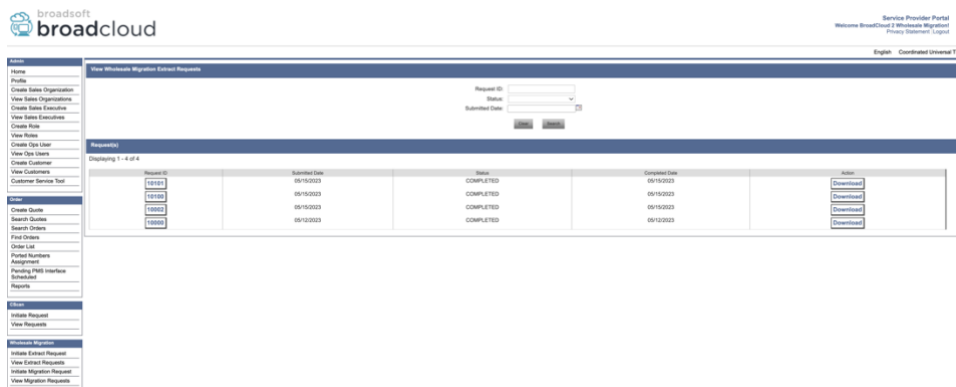 broadsoft
broadcloud
Service Provider Portal
Welcome BroadCloud 2 Wholesale Migration!
Privacy Statement Logout
English Coordinated Universal T
Admin
Home
Profile
Create Sales Organization
View Sales Organizations
Create Sales Executive
View Sales Executives
Create Role
View Roles
Create Ops User
View Ops Users
Create Customer
View Customers
Customer Service Tool
Order
Create Quote
Search Quotes
Search Orders
Find Orders
Order List
Ported Numbers
Assignment
Pending PMS Interface
Scheduled
Reports
CScan
Initiate Request
View Requests
Wholesale Migration
Initiate Extract Request
View Extract Requests
Initiate Migration Request
View Migration Requests
View Wholesale Migration Extract Requests
Request ID:
Status:
Submitted Date:
Clear Search
Request(s)
Displaying 1 - 4 of 4
Request ID Submitted Date Status Completed Date Action
10101 05/15/2023 COMPLETED 05/15/2023 Download
10100 05/15/2023 COMPLETED 05/15/2023 Download
10002 05/15/2023 COMPLETED 05/15/2023 Download
10000 05/12/2023 COMPLETED 05/12/2023 Download